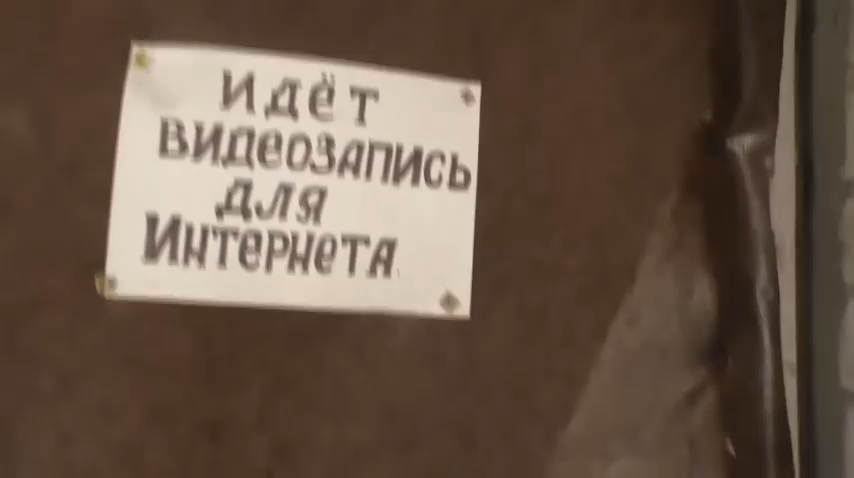 Идёт
видеозапись
для
Интернета.